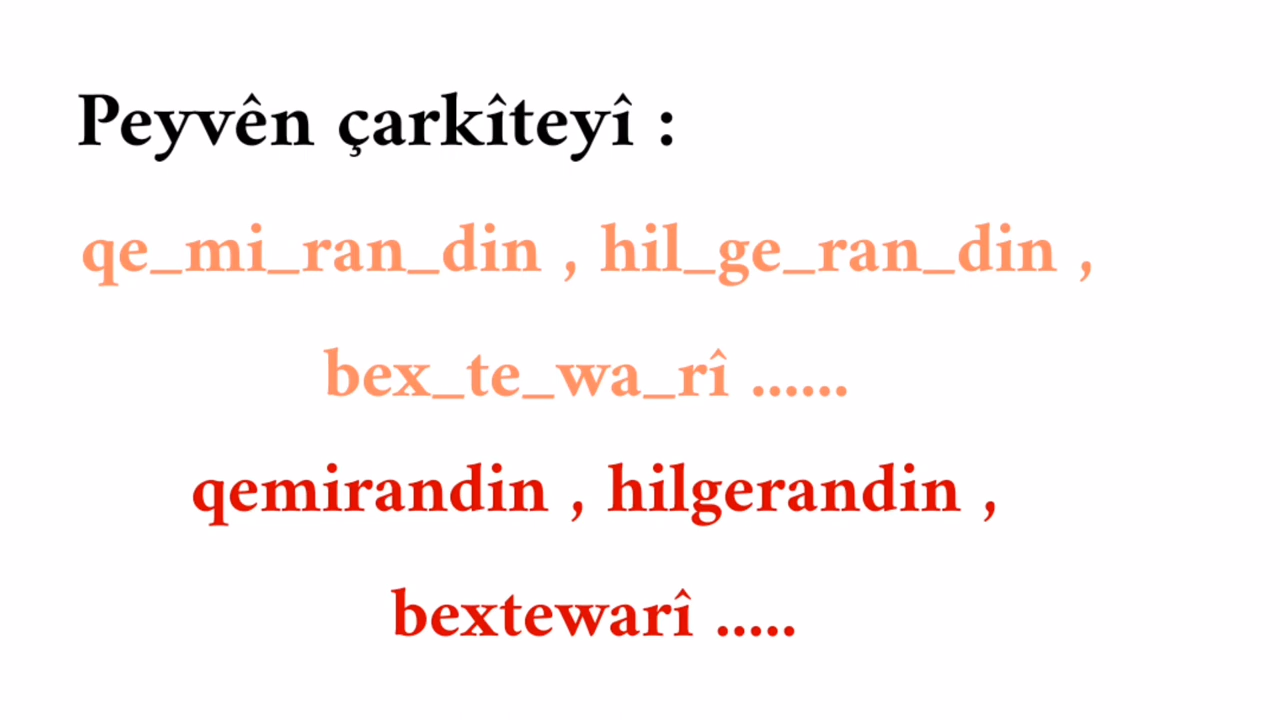 Peyvên çarkîteyî :
qe_mi_ran_din , hil_ge_ran_din ,
bex_te_wa_rî ......
qemirandin , hilgerandin ,
bextewarî .....